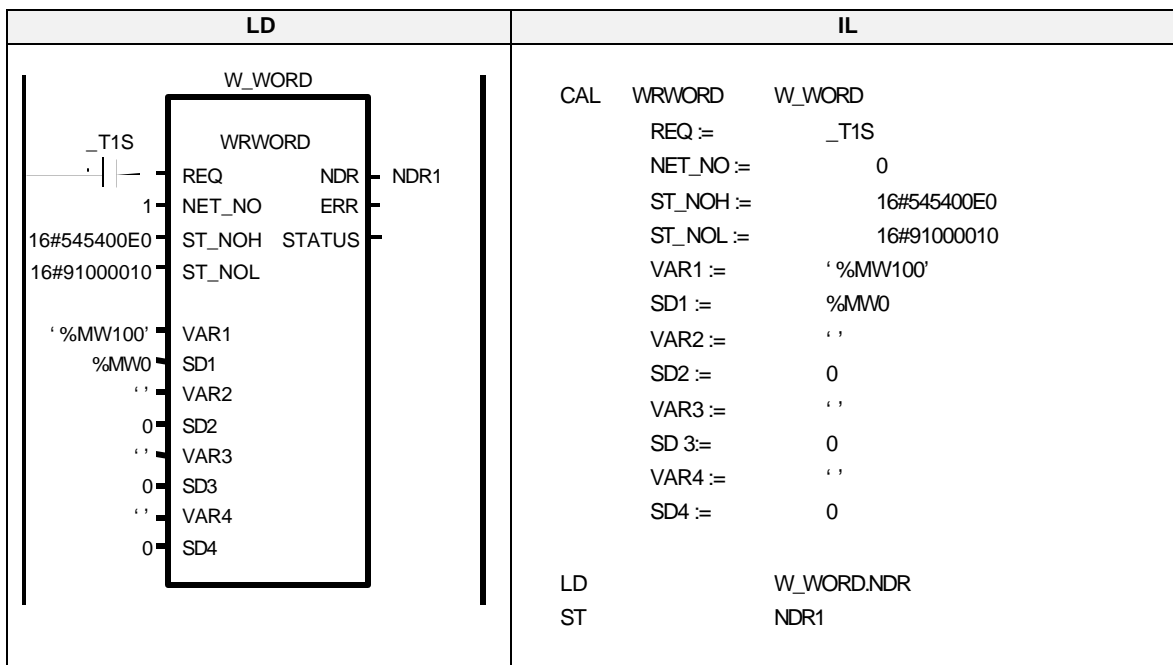 LD IL
W_WORD
WRWORD
_T1S
REQ NDR NDR1
1 NET_NO ERR
16#545400E0 ST_NOH STATUS
16#91000010 ST_NOL
‘ %MW100’ VAR1
%MW0 SD1
‘ ’ VAR2
0 SD2
‘ ’ VAR3
0 SD3
‘ ’ VAR4
0 SD4
CAL WRWORD W_WORD
REQ := _T1S
NET_NO := 0
ST_NOH := 16#545400E0
ST_NOL := 16#91000010
VAR1 := ‘ %MW100’
SD1 := %MW0
VAR2 := ‘ ’
SD2 := 0
VAR3 := ‘ ’
SD 3:= 0
VAR4 := ‘ ’
SD4 := 0
LD W_WORD.NDR
ST NDR1